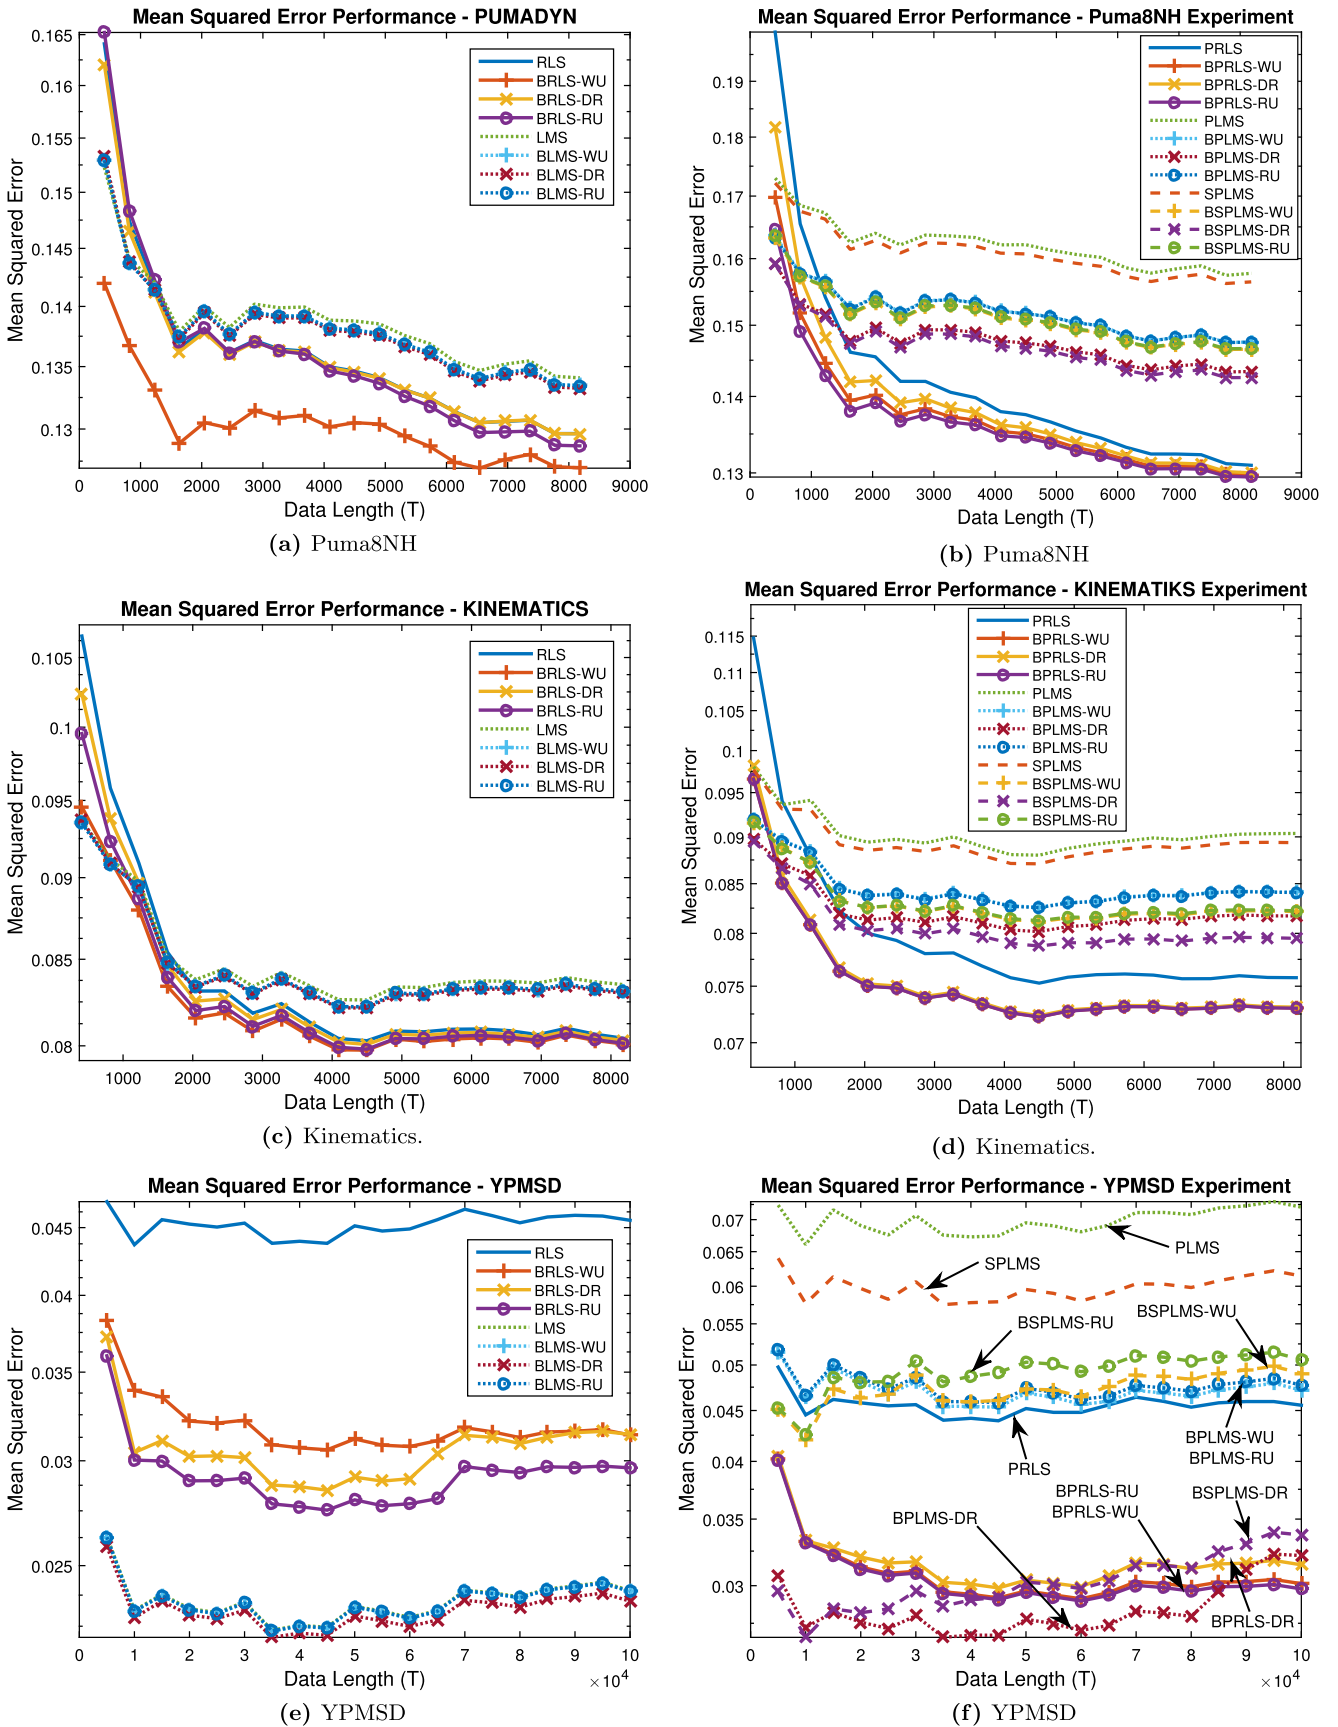 Mean Squared Error Performance - PUMADYN
0.165
0.16
0.155
0.15
0.145
0.14
0.135
0.13
Mean Squared Error
RLS
BRLS-WU
BRLS-DR
BRLS-RU
LMS
BLMS-WU
BLMS-DR
BLMS-RU
0 1000 2000 3000 4000 5000 6000 7000 8000 9000
Data Length (T)
(a) Puma8NH
Mean Squared Error Performance - Puma8NH Experiment
0.19
0.18
0.17
0.16
0.15
0.14
0.13
Mean Squared Error
PRLS
BPRLS-WU
BPRLS-DR
BPRLS-RU
PLMS
BPLMS-WU
BPLMS-DR
BPLMS-RU
SPLMS
BSPLMS-WU
BSPLMS-DR
BSPLMS-RU
0 1000 2000 3000 4000 5000 6000 7000 8000 9000
Data Length (T)
(b) Puma8NH
Mean Squared Error Performance - KINEMATICS
0.105
0.1
0.095
0.09
0.085
0.08
Mean Squared Error
RLS
BRLS-WU
BRLS-DR
BRLS-RU
LMS
BLMS-WU
BLMS-DR
BLMS-RU
1000 2000 3000 4000 5000 6000 7000 8000
Data Length (T)
(c) Kinematics.
Mean Squared Error Performance - KINEMATIKS Experiment
0.115
0.11
0.105
0.1
0.095
0.09
0.085
0.08
0.075
0.07
Mean Squared Error
PRLS
BPRLS-WU
BPRLS-DR
BPRLS-RU
PLMS
BPLMS-WU
BPLMS-DR
BPLMS-RU
SPLMS
BSPLMS-WU
BSPLMS-DR
BSPLMS-RU
1000 2000 3000 4000 5000 6000 7000 8000
Data Length (T)
(d) Kinematics.
Mean Squared Error Performance - YPMSD
0.045
0.04
0.035
0.03
0.025
Mean Squared Error
RLS
BRLS-WU
BRLS-DR
BRLS-RU
LMS
BLMS-WU
BLMS-DR
BLMS-RU
0 1 2 3 4 5 6 7 8 9 10
Data Length (T)
×10⁴
(e) YPMSD
Mean Squared Error Performance - YPMSD Experiment
0.07
0.065
0.06
0.055
0.05
0.045
0.04
0.035
0.03
Mean Squared Error
PLMS
SPLMS
BSPLMS-WU
BSPLMS-RU
BPLMS-WU
BPLMS-RU
PRLS
BPRLS-RU
BPRLS-WU
BSPLMS-DR
BPLMS-DR
BPRLS-DR
0 1 2 3 4 5 6 7 8 9 10
Data Length (T)
×10⁴
(f) YPMSD